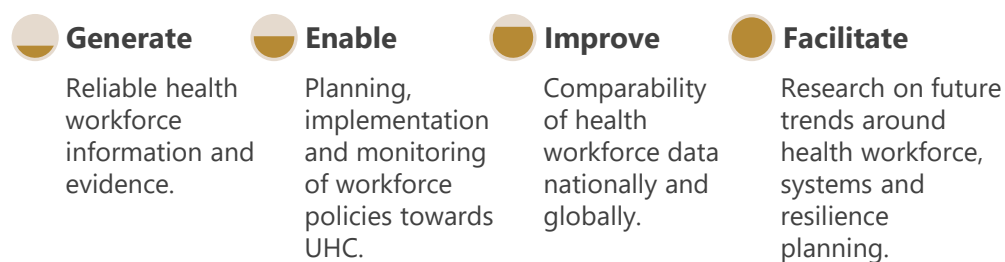 Generate
Reliable health
workforce
information and
evidence.
Enable
Planning,
implementation
and monitoring
of workforce
policies towards
UHC.
Improve
Comparability
of health
workforce data
nationally and
globally.
Facilitate
Research on future
trends around
health workforce,
systems and
resilience
planning.